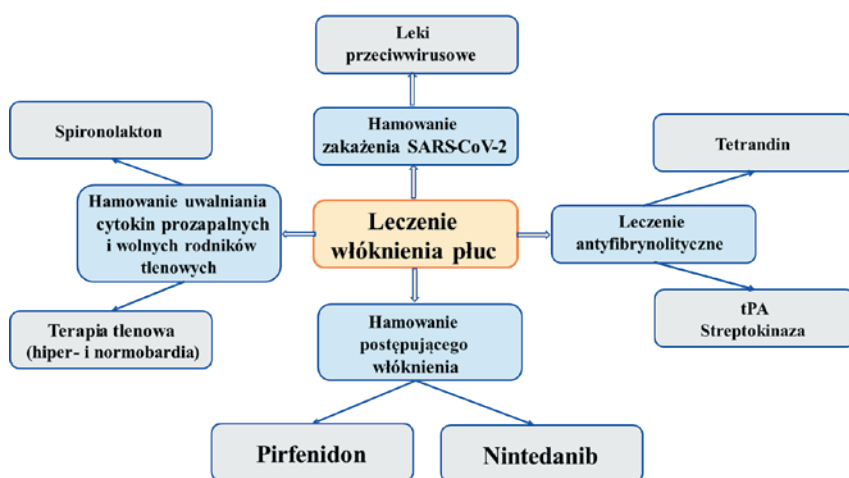 Leki
przeciwwirusowe
Spironolakton
Hamowanie
zakażenia SARS-CoV-2
Tetrandin
Hamowanie uwalniania
cytokin prozapalnych
i wolnych rodników
tlenowych
Leczenie
włóknienia płuc
Leczenie
antyfibrynolityczne
Terapia tlenowa
(hiper- i normobardia)
Hamowanie
postępującego
włóknienia
tPA
Streptokinaza
Pirfenidon
Nintedanib